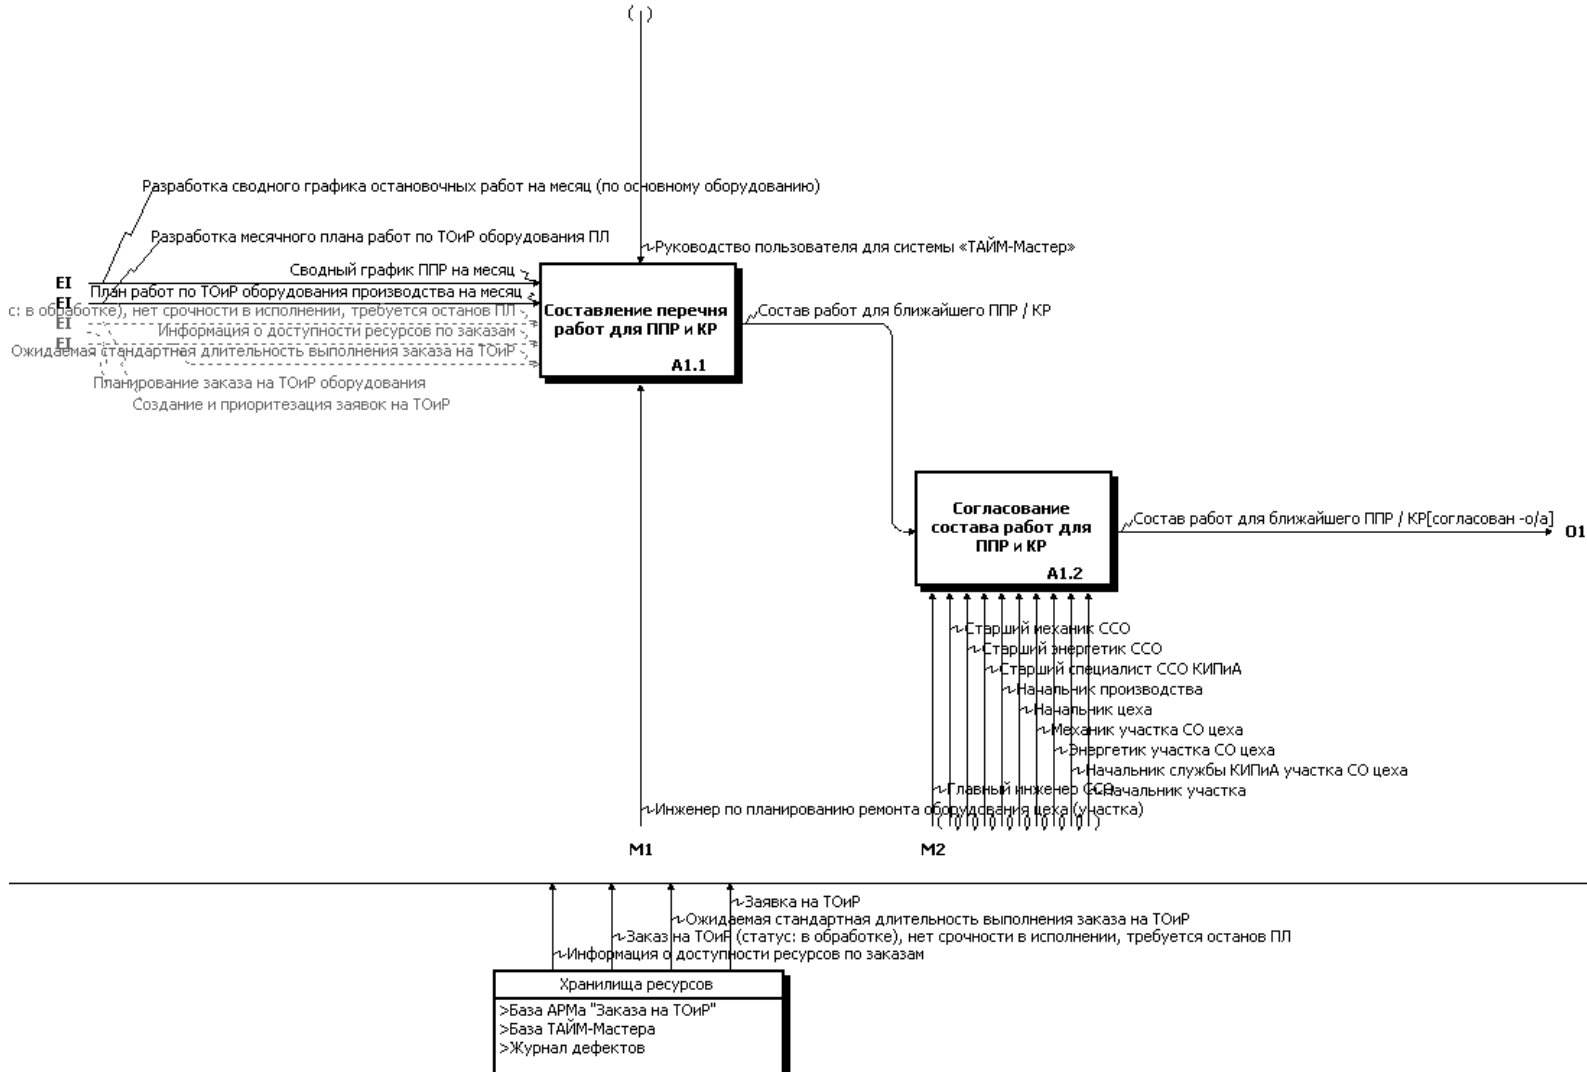 ( )
Разработка сводного графика остановочных работ на месяц (по основному оборудованию)
Разработка месячного плана работ по ТОиР оборудования ПЛ
Руководство пользователя для системы «ТАЙМ-Мастер»
Сводный график ППР на месяц
EI
План работ по ТОиР оборудования производства на месяц
EI
с: в обработке), нет срочности в исполнении, требуется останов ПЛ
EI
Информация о доступности ресурсов по заказам
EI
Ожидаемая стандартная длительность выполнения заказа на ТОиР
Планирование заказа на ТОиР оборудования
Создание и приоритезация заявок на ТОиР
Составление перечня
работ для ППР и КР
A1.1
Состав работ для ближайшего ППР / КР
Согласование
состава работ для
ППР и КР
A1.2
Состав работ для ближайшего ППР / КР[согласован -о/а]
O1
Старший механик ССО
Старший энергетик ССО
Старший специалист ССО КИПиА
Начальник производства
Начальник цеха
Механик участка СО цеха
Энергетик участка СО цеха
Начальник службы КИПиА участка СО цеха
Главный инженер ССО
Начальник участка
Инженер по планированию ремонта оборудования цеха (участка)
M1
M2
Заявка на ТОиР
Ожидаемая стандартная длительность выполнения заказа на ТОиР
Заказ на ТОиР (статус: в обработке), нет срочности в исполнении, требуется останов ПЛ
Информация о доступности ресурсов по заказам
Хранилища ресурсов
>База АРМа "Заказа на ТОиР"
>База ТАЙМ-Мастера
>Журнал дефектов